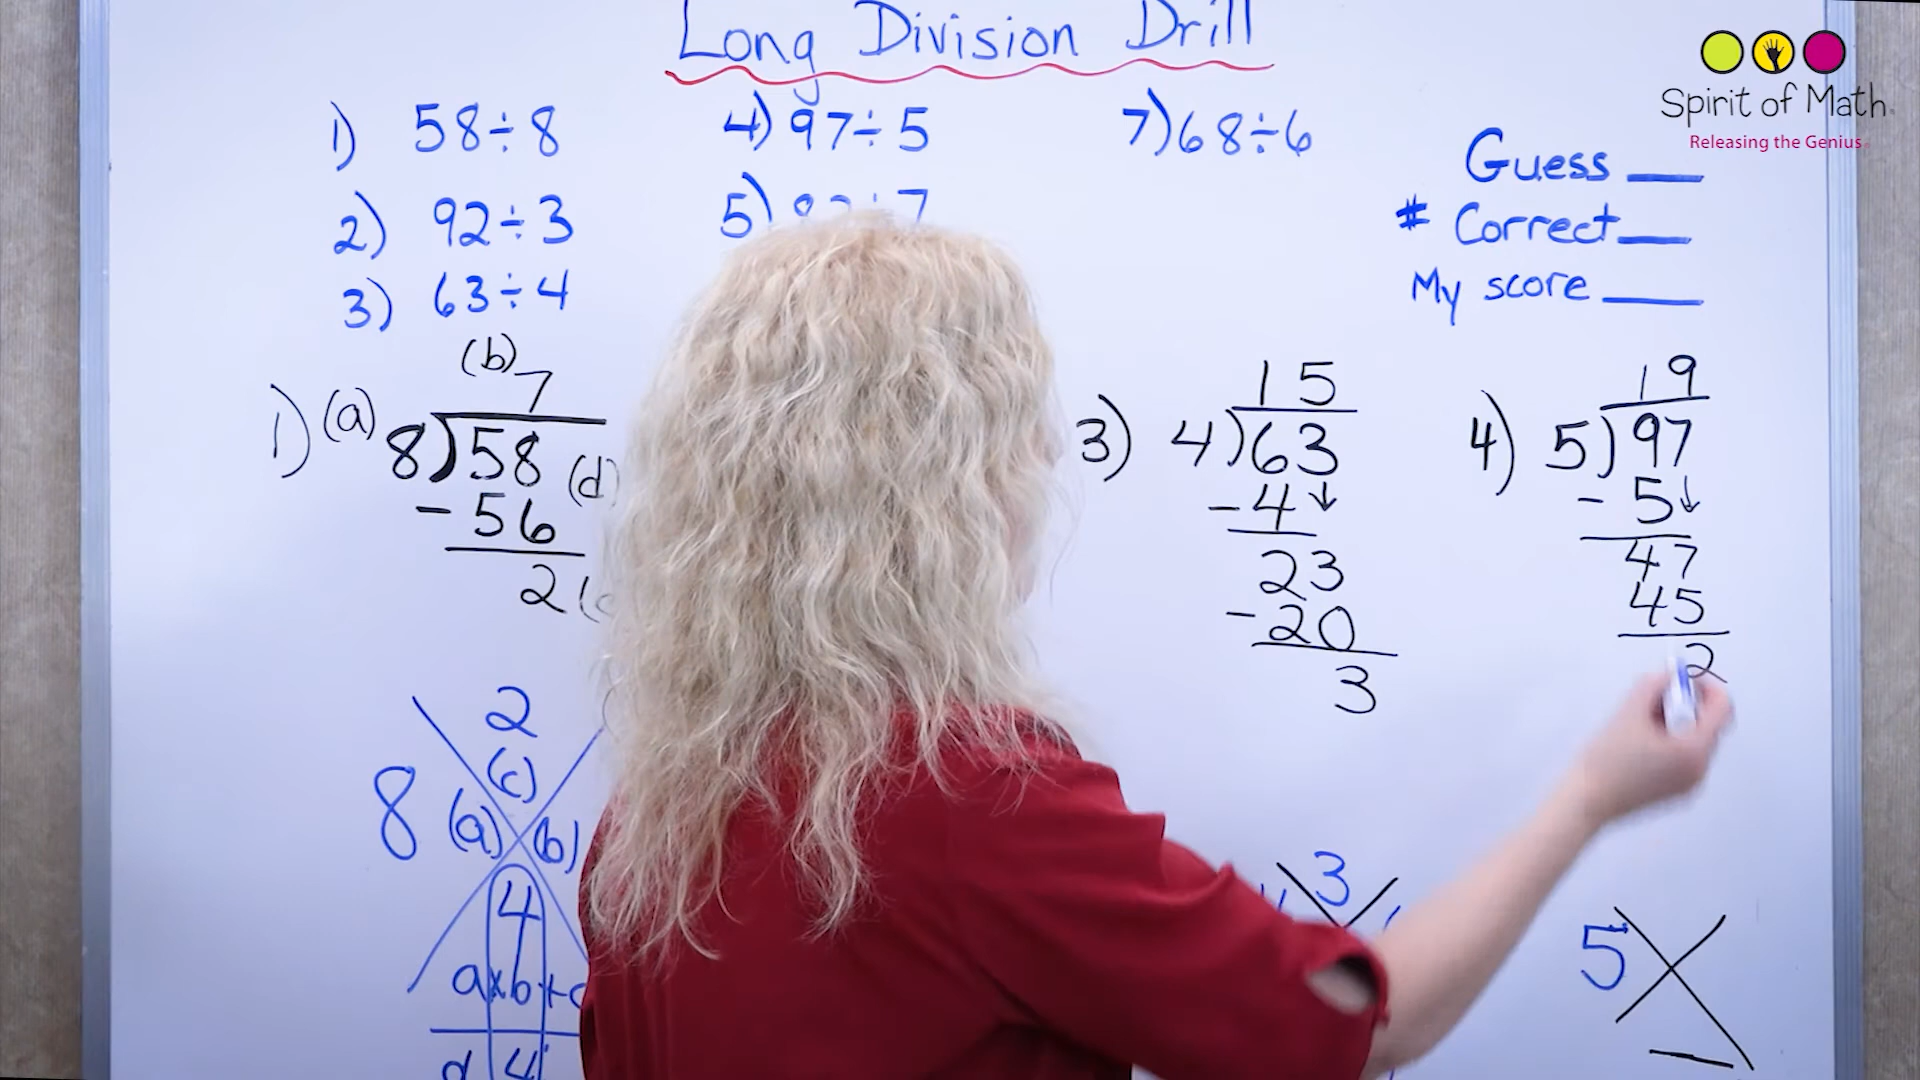 Long Division Drill
Spirit of Math
Releasing the Genius
1) 58÷8
4) 97÷5
7) 68÷6
Guess ___
2) 92÷3
5)
÷7
# Correct ___
3) 63÷4
My score ___
1) (a) (b) 7
8)58 (d)
-56
2
3) 15
4)63
-4↓
23
-20
3
4) 19
5)97
-5↓
47
45
2
2
(c)
8 (a) (b)
4
a×b+c
d 4
3
5